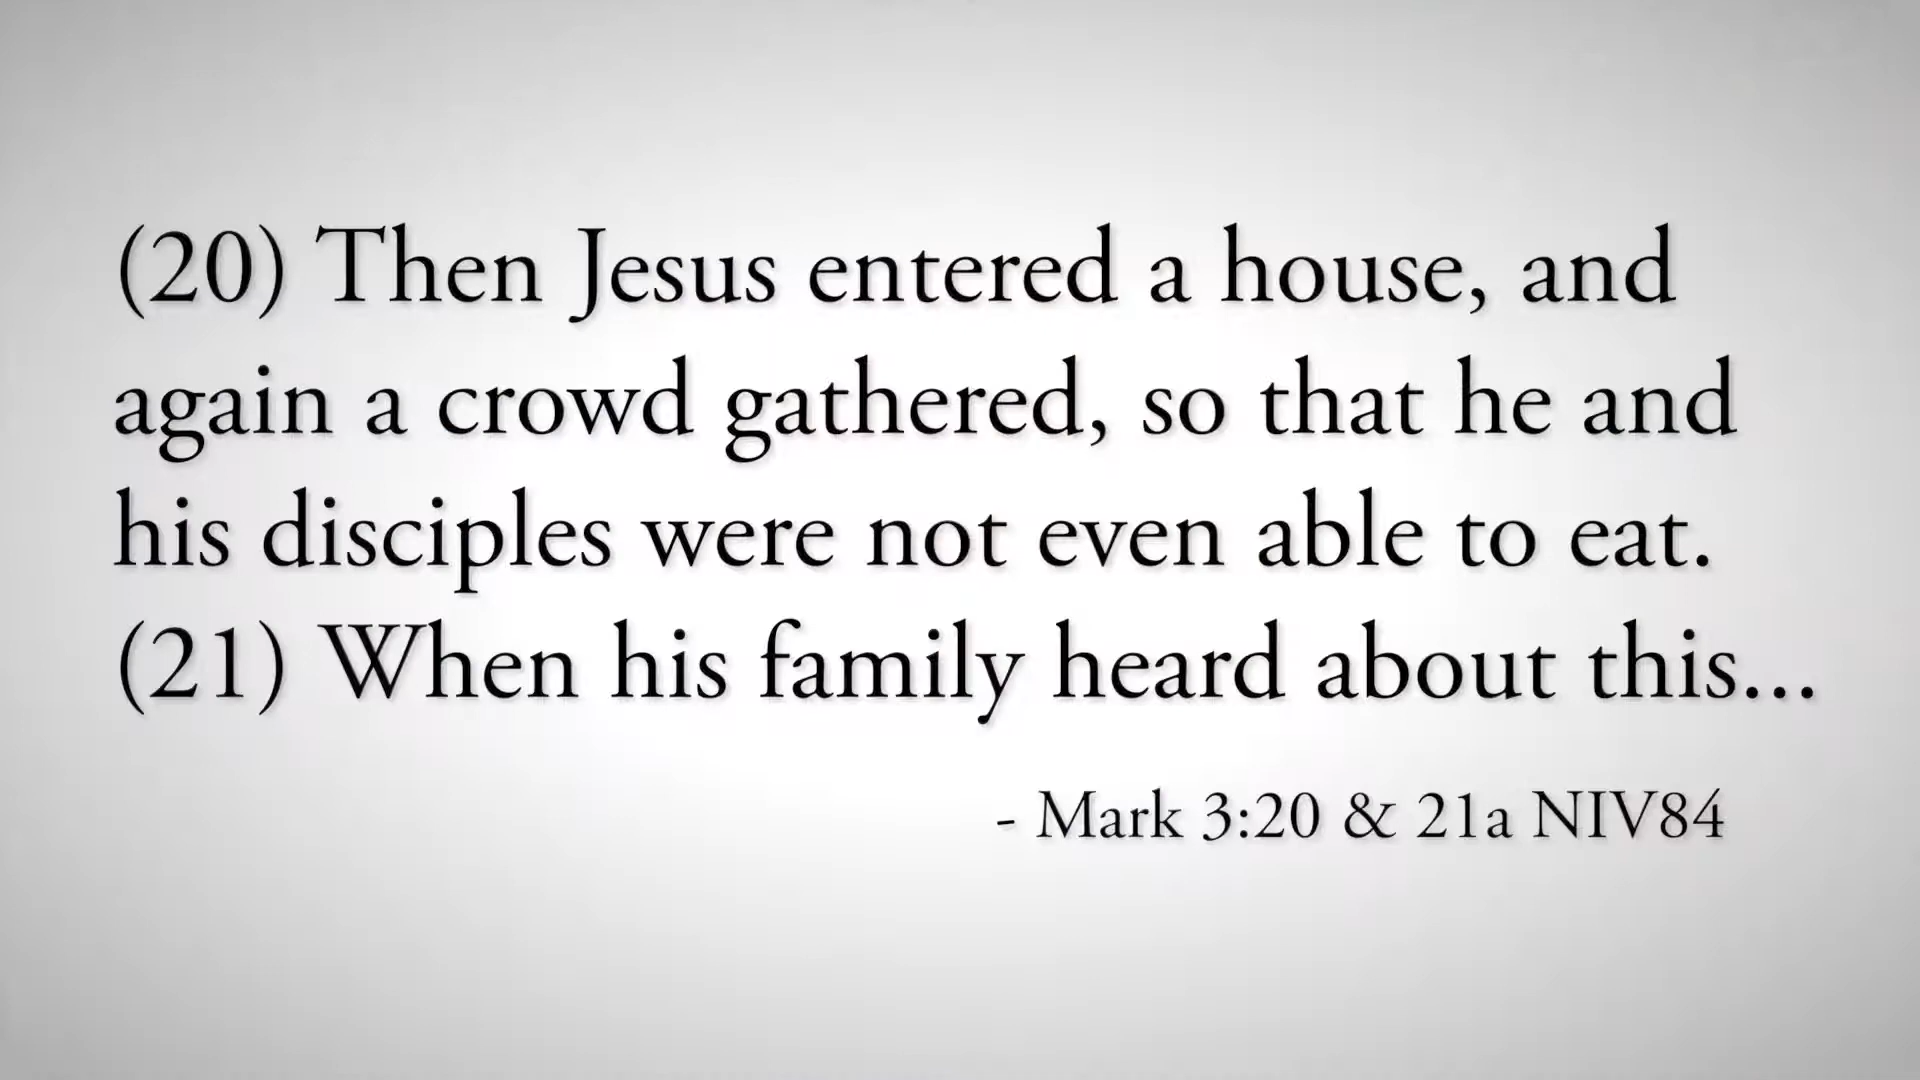 (20) Then Jesus entered a house, and
again a crowd gathered, so that he and
his disciples were not even able to eat.
(21) When his family heard about this...
- Mark 3:20 & 21a NIV84